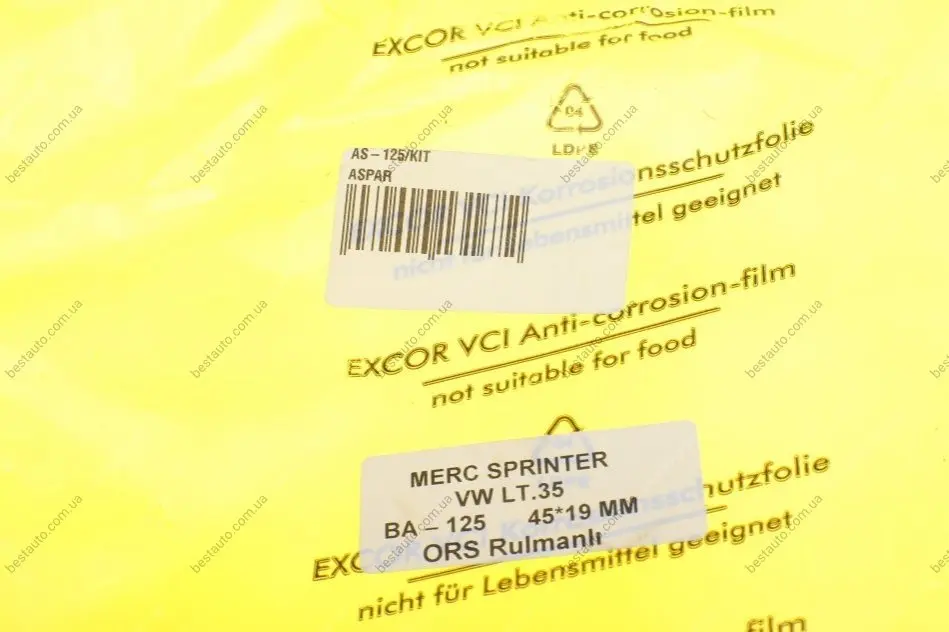 EXCOR VCI Anti-corrosion-film
not suitable for food
04
LDPE
AS – 125/KIT
ASPAR
Korrosionsschutzfolie
nicht für Lebensmittel geeignet
EXCOR VCI Anti-corrosion-film
not suitable for food
MERC SPRINTER
VW LT.35
BA – 125 45*19 MM
ORS Rulmanlı
EXCOR nsschutzfolie
nicht für Lebensmittel geeignet
film
bestauto.com.ua